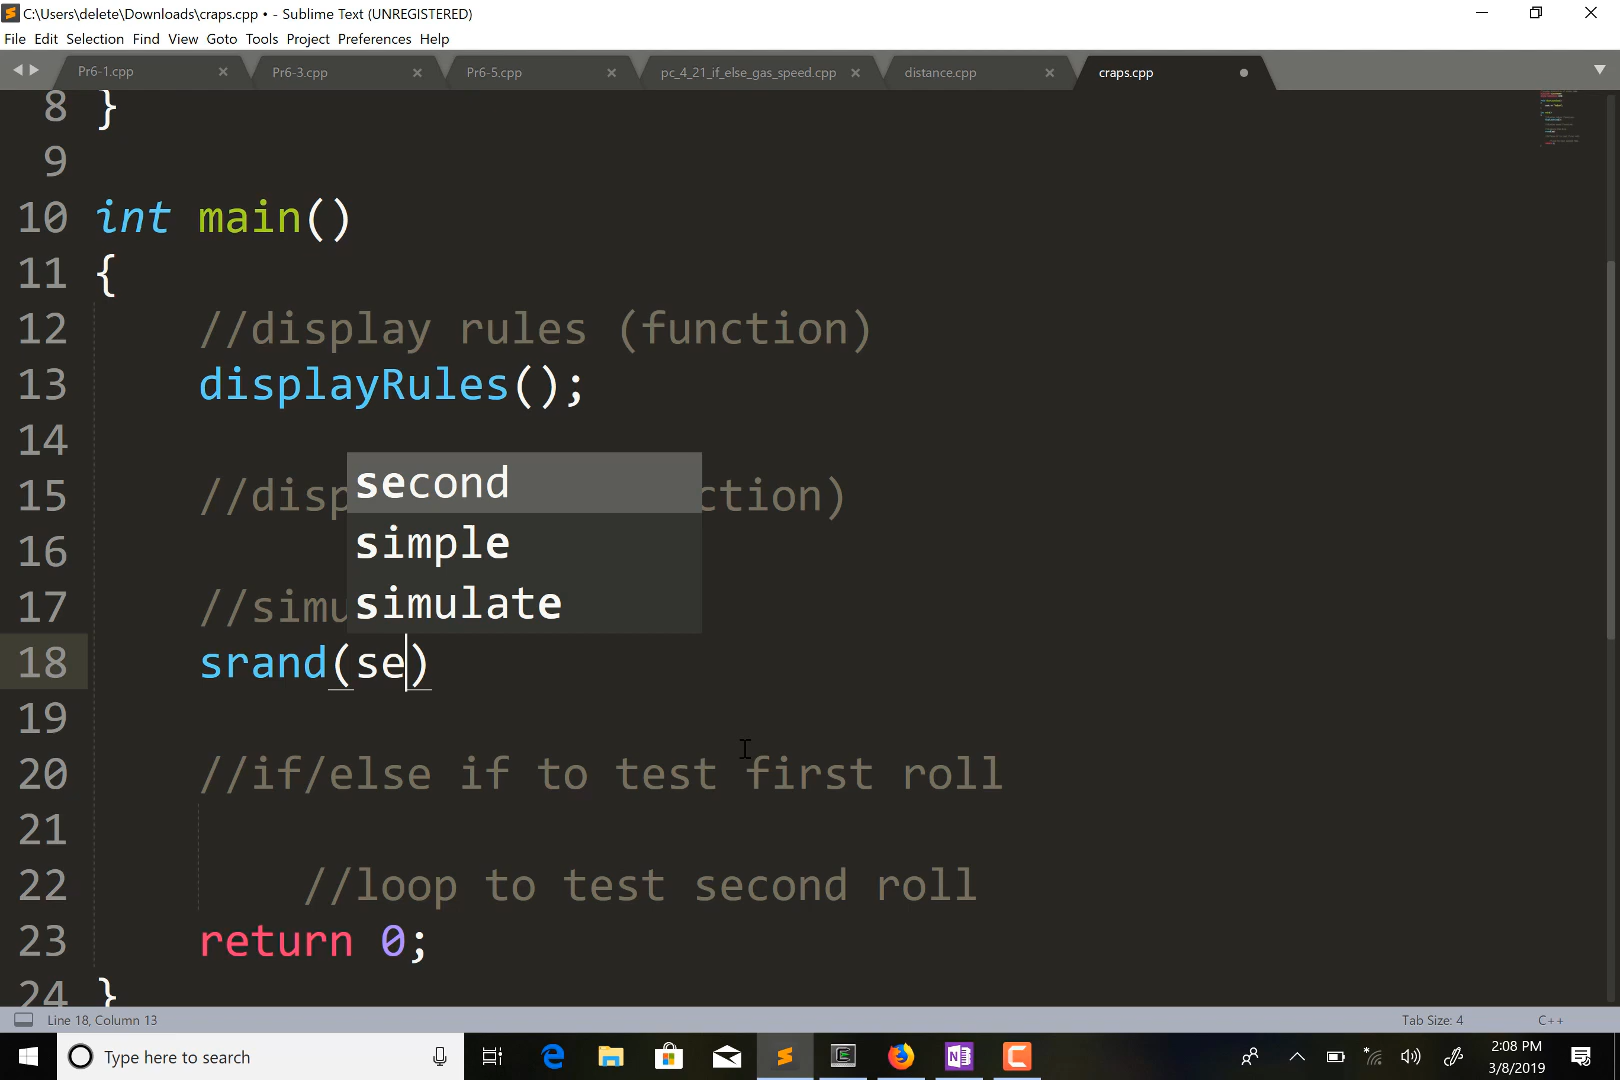 C:\Users\delete\Downloads\craps.cpp • - Sublime Text (UNREGISTERED)
File Edit Selection Find View Goto Tools Project Preferences Help
Pr6-1.cpp × Pr6-3.cpp × Pr6-5.cpp × pc_4_21_if_else_gas_speed.cpp × distance.cpp × craps.cpp
8 }
9
10 int main()
11 {
12 //display rules (function)
13 displayRules();
14
second
15 //disp ction)
simple
16
17 //simu
simulate
18 srand(se)
19
20 //if/else if to test first roll
21
22 //loop to test second roll
23 return 0;
24 }
Line 18, Column 13 Tab Size: 4 C++
Type here to search
2:08 PM
3/8/2019